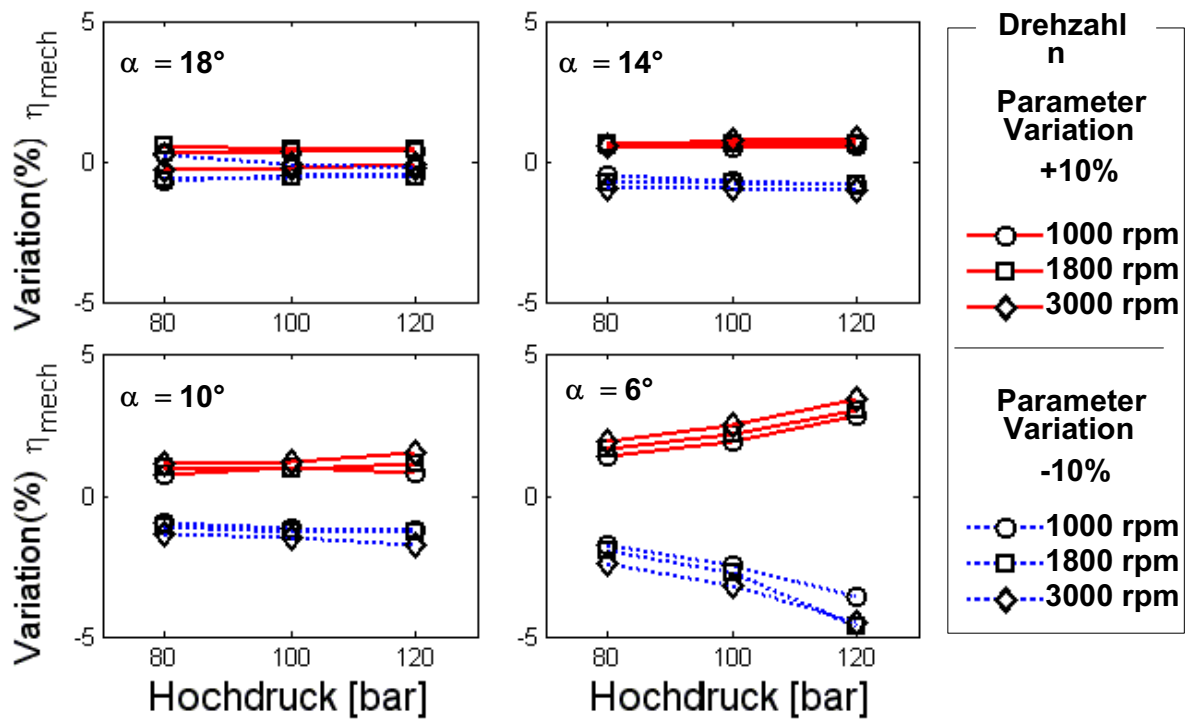 5
α = 18°
0
-5
80 100 120
Variation(%) η mech
5
α = 14°
0
-5
80 100 120
5
α = 10°
0
-5
80 100 120
Variation(%) η mech
Hochdruck [bar]
5
α = 6°
0
-5
80 100 120
Hochdruck [bar]
Drehzahl
n
Parameter
Variation
+10%
1000 rpm
1800 rpm
3000 rpm
Parameter
Variation
-10%
1000 rpm
1800 rpm
3000 rpm